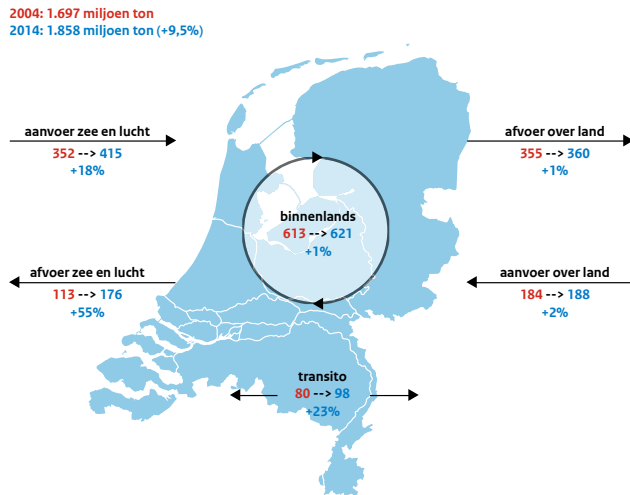 2004: 1.697 miljoen ton
2014: 1.858 miljoen ton (+9,5%)
aanvoer zee en lucht
352 --> 415
+18%
afvoer over land
355 --> 360
+1%
binnenlands
613 --> 621
+1%
afvoer zee en lucht
113 --> 176
+55%
aanvoer over land
184 --> 188
+2%
transito
80 --> 98
+23%